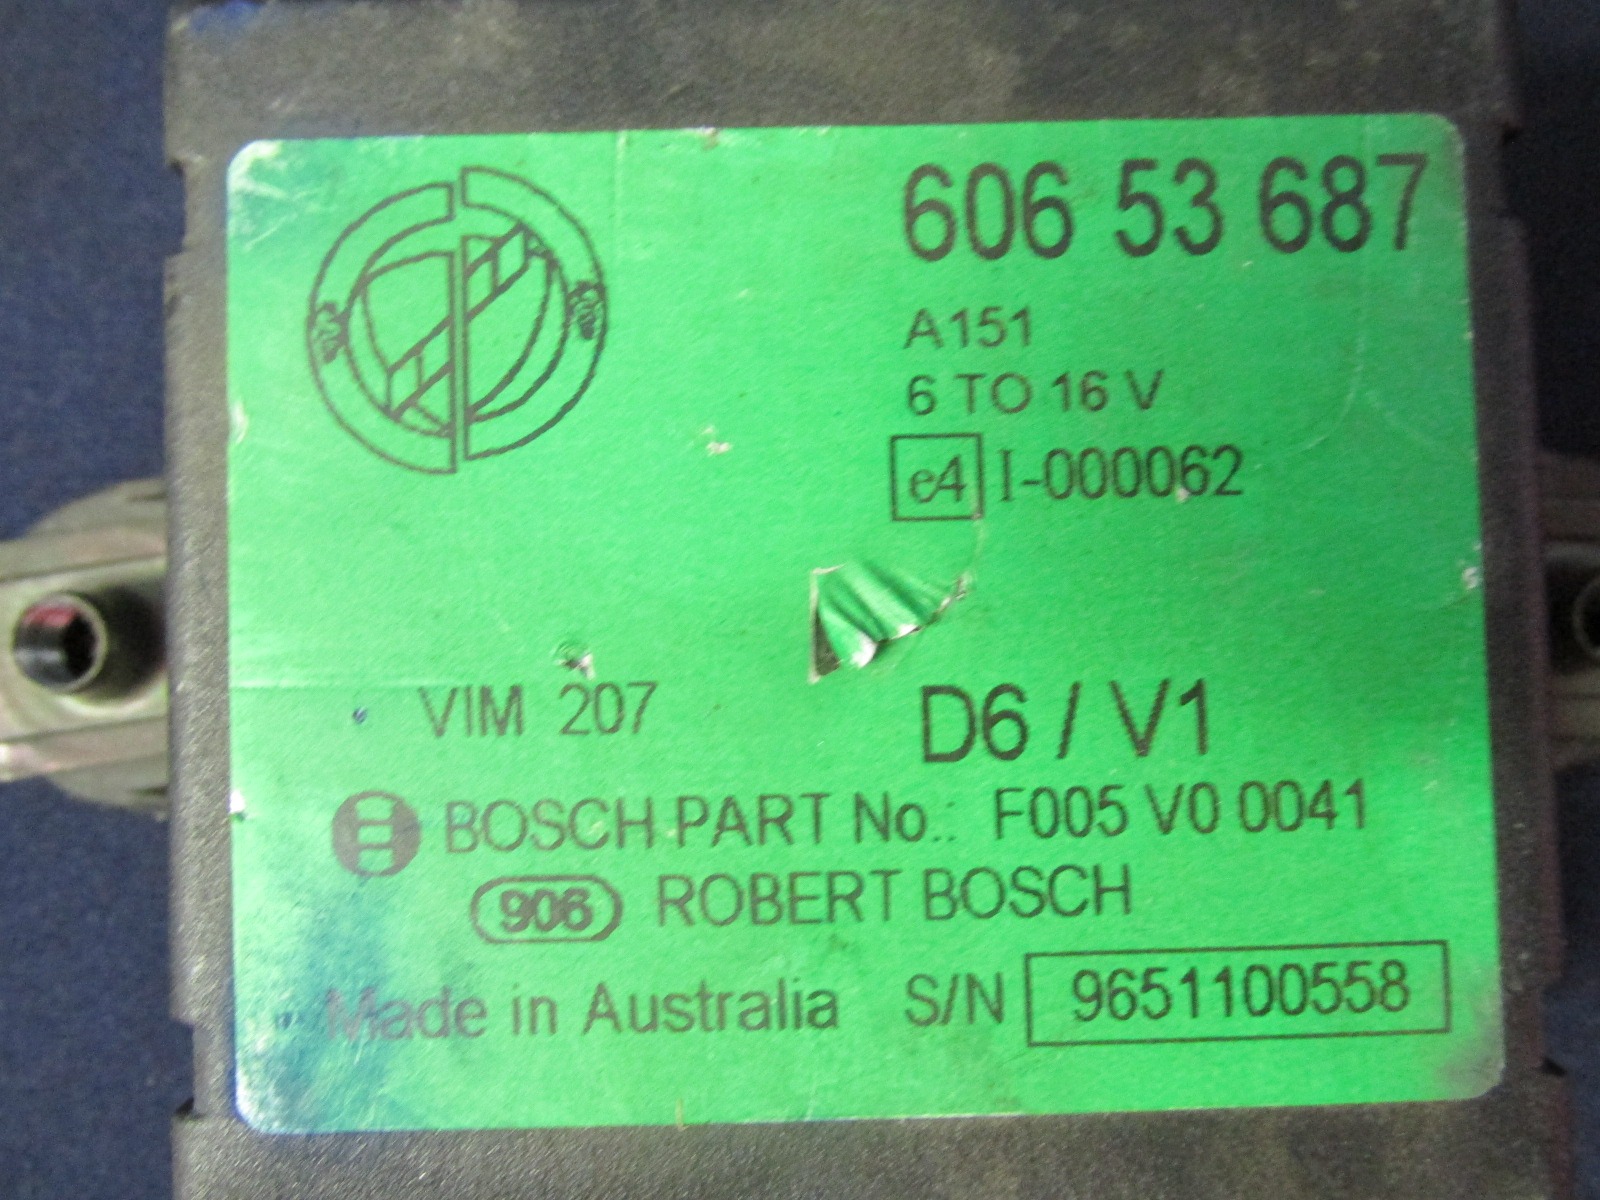 606 53 687
A151
6 TO 16 V
e4 I-000062
VIM 207
D6 / V1
BOSCH PART No.: F005 V0 0041
906 ROBERT BOSCH
Made in Australia S/N 9651100558